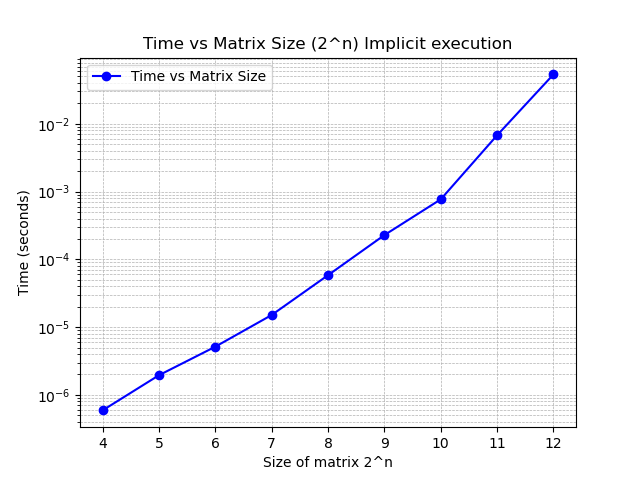 Time vs Matrix Size (2^n) Implicit execution
Time vs Matrix Size
10⁻²
10⁻³
10⁻⁴
10⁻⁵
10⁻⁶
Time (seconds)
4 5 6 7 8 9 10 11 12
Size of matrix 2^n